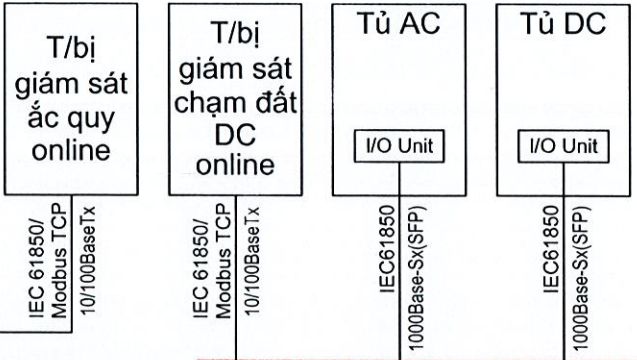 T/bị
giám sát
ắc quy
online
T/bị
giám sát
chạm đất
DC
online
Tủ AC
I/O Unit
Tủ DC
I/O Unit
IEC 61850/
Modbus TCP
10/100BaseTx
IEC 61850/
Modbus TCP
10/100BaseTx
IEC61850
1000Base-Sx(SFP)
IEC61850
1000Base-Sx(SFP)